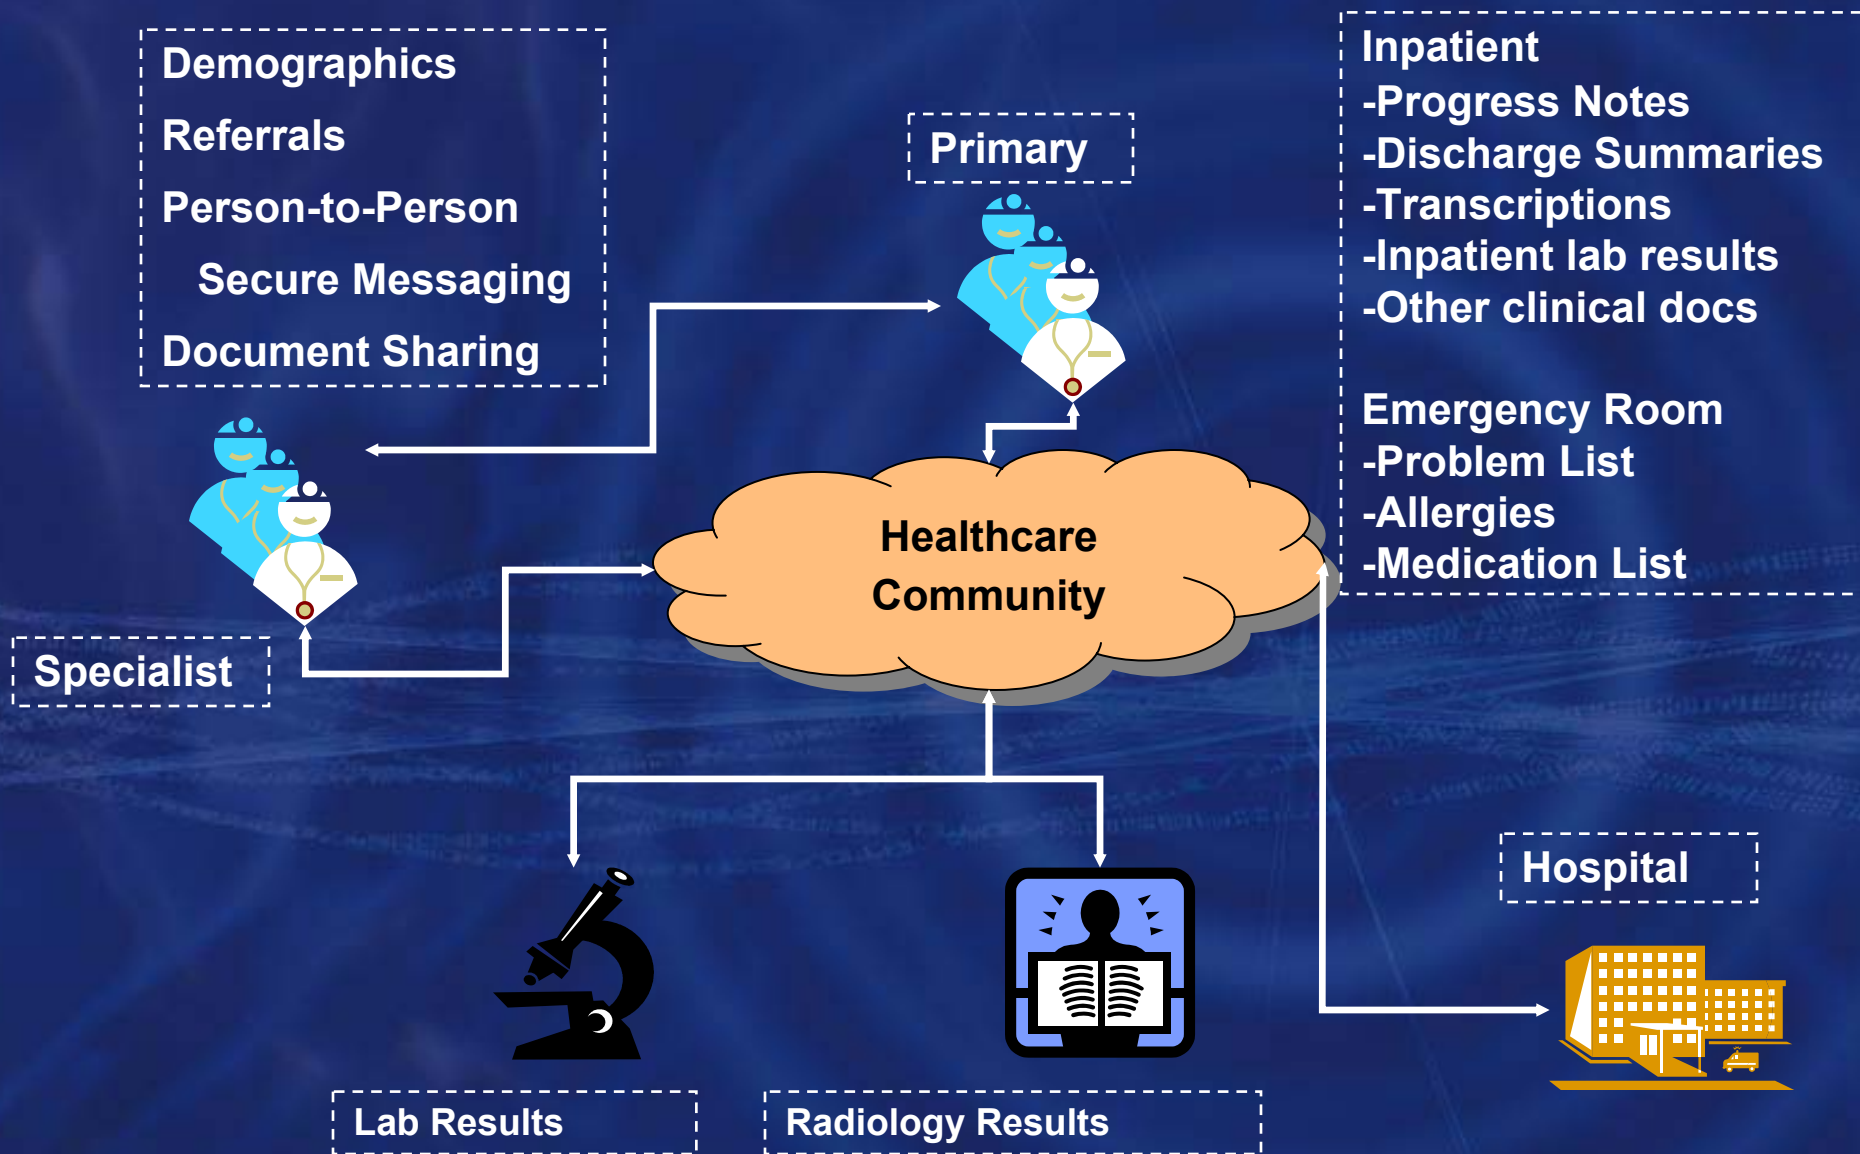 Demographics
Referrals
Person-to-Person
Secure Messaging
Document Sharing
Primary
Inpatient
-Progress Notes
-Discharge Summaries
-Transcriptions
-Inpatient lab results
-Other clinical docs
Emergency Room
-Problem List
-Allergies
-Medication List
Healthcare
Community
Specialist
Hospital
Lab Results
Radiology Results